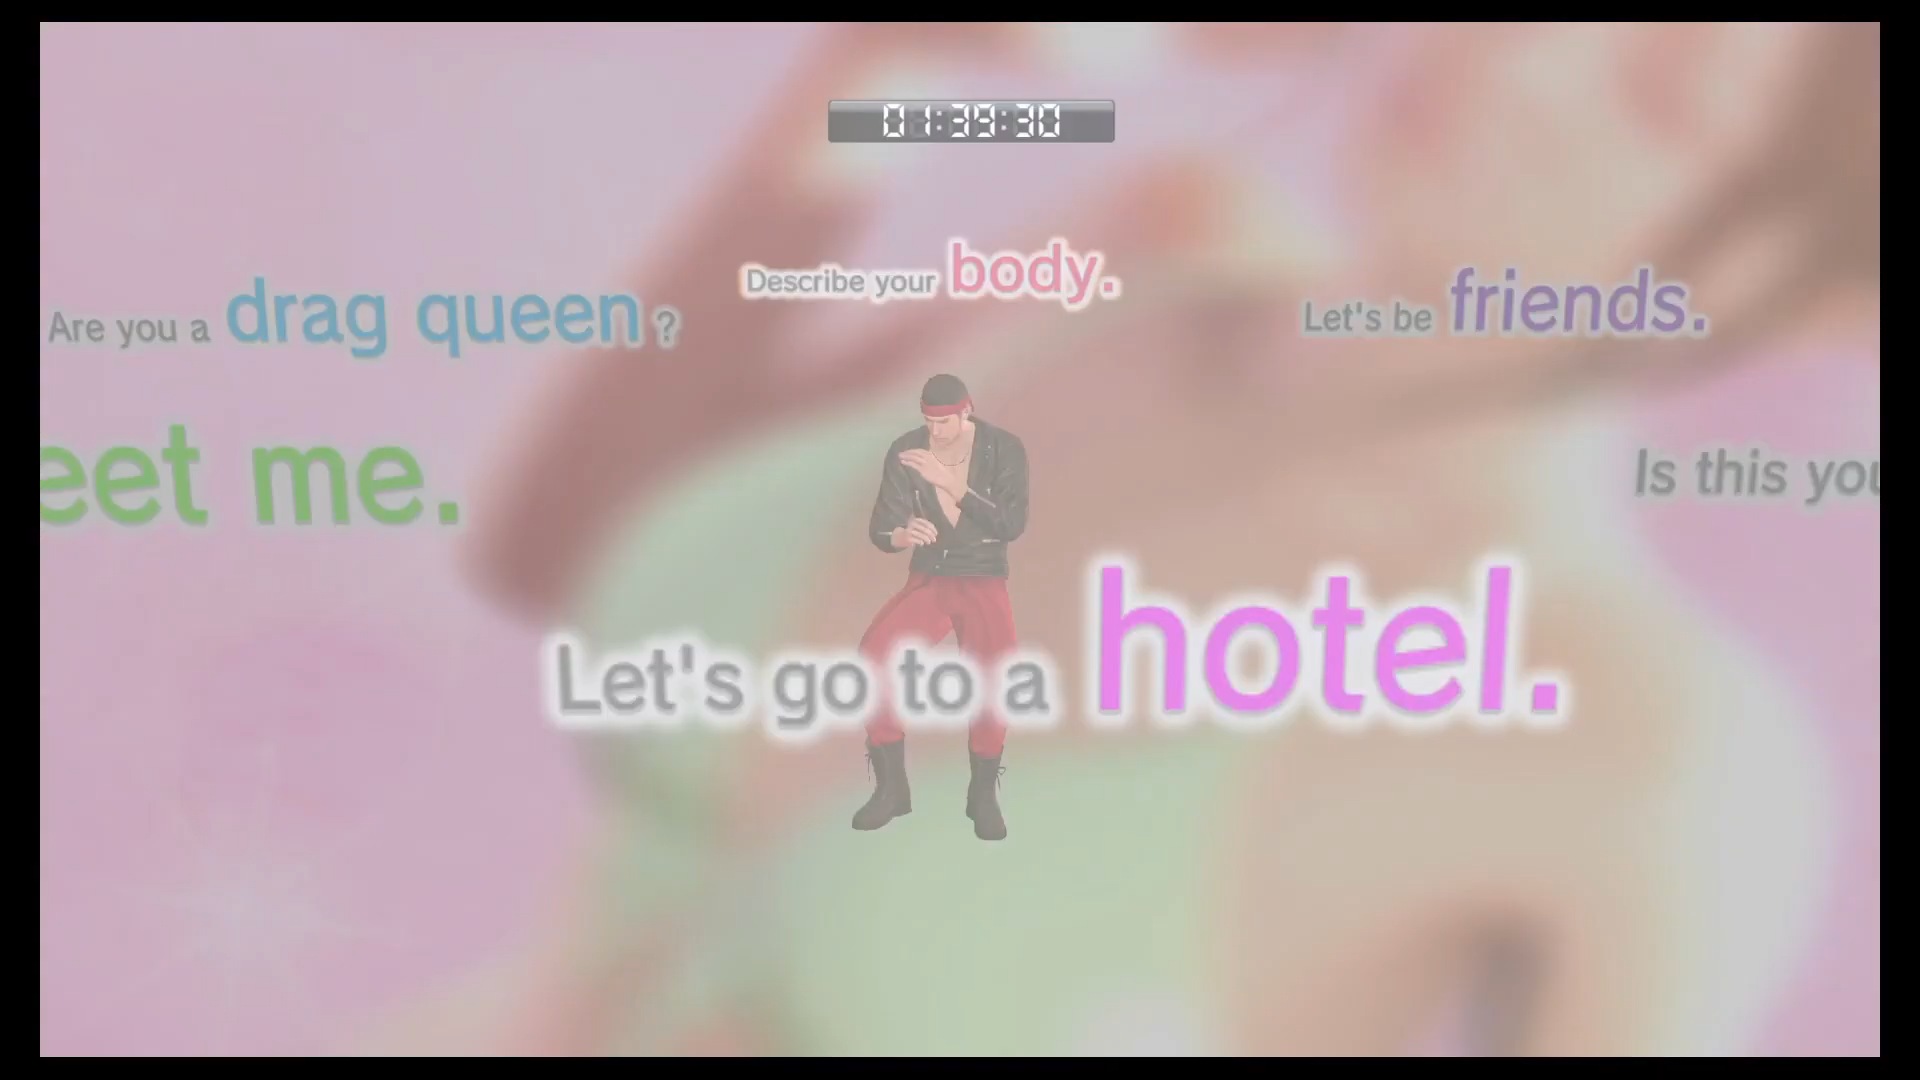 01:39:30
Describe your body.
Are you a drag queen ?
Let's be friends.
eet me.
Is this you
Let's go to a hotel.